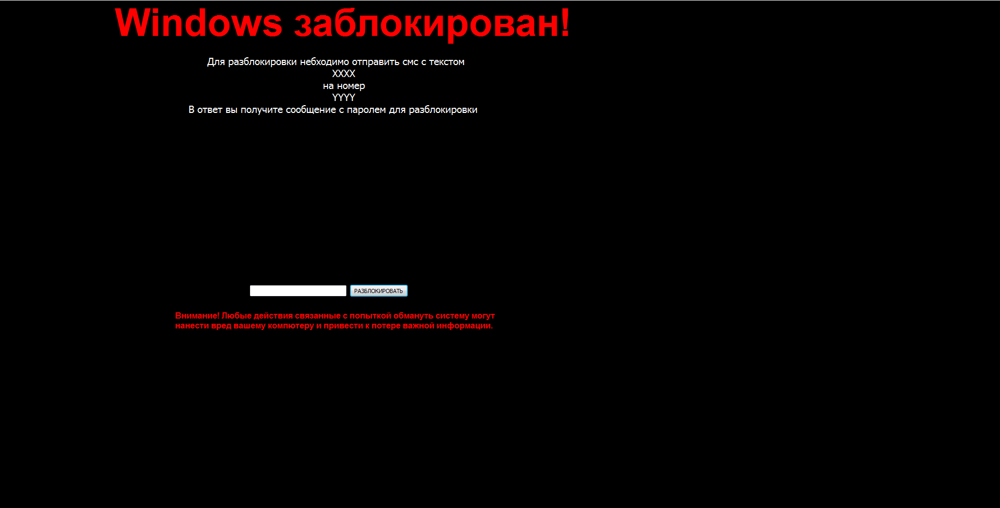 Windows заблокирован!
Для разблокировки небходимо отправить смс с текстом
XXXX
на номер
YYYY
В ответ вы получите сообщение с паролем для разблокировки
РАЗБЛОКИРОВАТЬ
Внимание! Любые действия связанные с попыткой обмануть систему могут
нанести вред вашему компютеру и привести к потере важной информации.